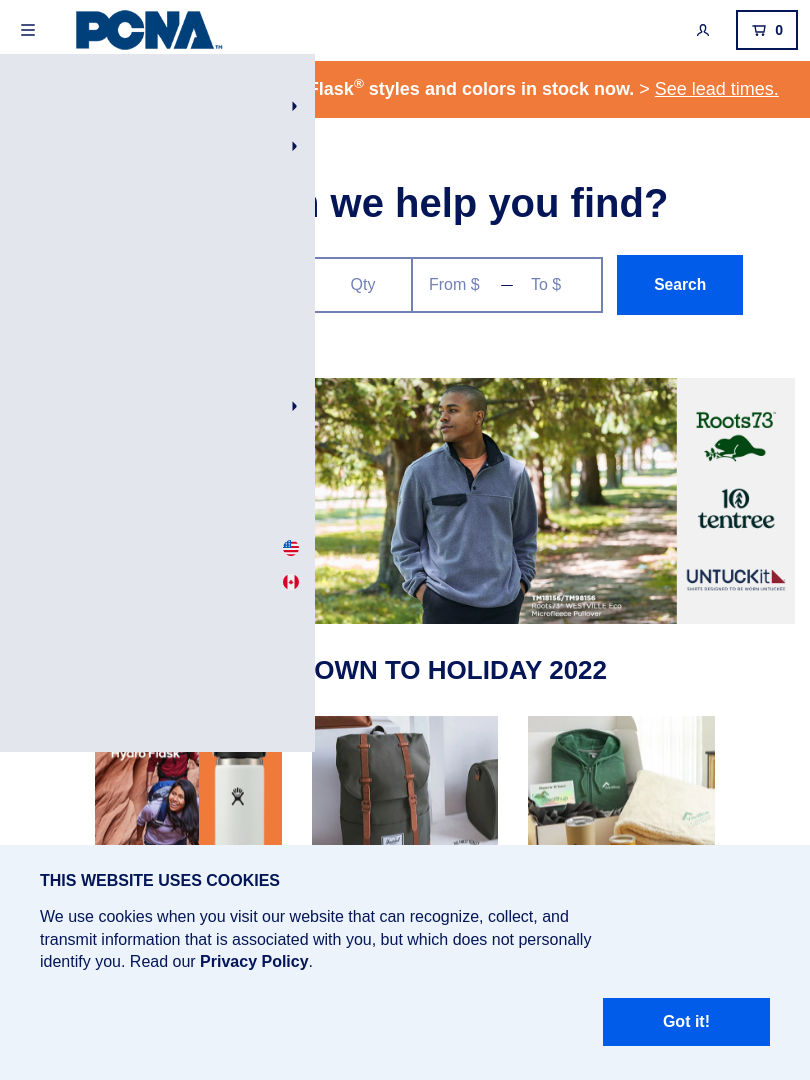 PCNA™
0
Flask® styles and colors in stock now. > See lead times.
we help you find?
Qty
From $ — To $
Search
Roots73™
10
tentree
UNTUCKit
SHIRTS DESIGNED TO BE WORN UNTUCKED
TM18156/TM98156
Roots73® WESTVILLE Eco
Microfleece Pullover
OWN TO HOLIDAY 2022
Hydro Flask
THIS WEBSITE USES COOKIES
We use cookies when you visit our website that can recognize, collect, and
transmit information that is associated with you, but which does not personally
identify you. Read our Privacy Policy.
Got it!